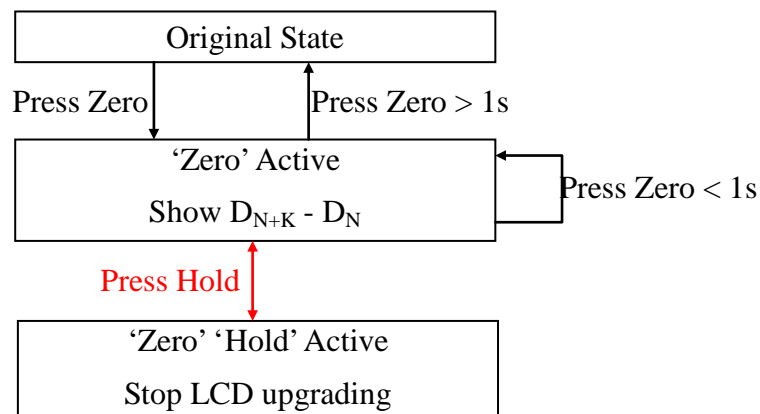 Original State
Press Zero
Press Zero > 1s
‘Zero’ Active
Show D_{N+K} - D_N
Press Zero < 1s
Press Hold
‘Zero’ ‘Hold’ Active
Stop LCD upgrading